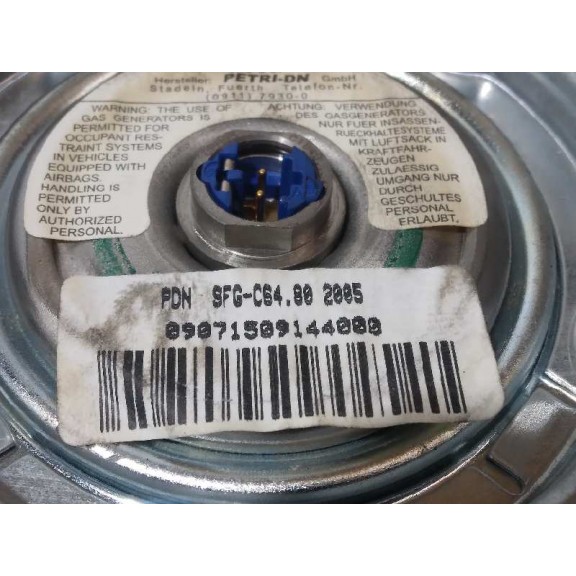 Hersteller: PETRI-DN GmbH
Stadeln, Fuerth, Telefon-Nr.
(0911) 7930-0
WARNING: THE USE OF
GAS GENERATORS IS
PERMITTED FOR
OCCUPANT RES-
TRAINT SYSTEMS
IN VEHICLES
EQUIPPED WITH
AIRBAGS.
HANDLING IS
PERMITTED
ONLY BY
AUTHORIZED
PERSONAL.
ACHTUNG: VERWENDUNG
DES GASGENERATORS
NUR FUER INSASSEN-
RUECKHALTESYSTEME
MIT LUFTSACK IN
KRAFTFAHR-
ZEUGEN
ZULAESSIG
UMGANG NUR
DURCH
GESCHULTES
PERSONAL
ERLAUBT,
PDN SFG-C64.80 2005
09071509144000